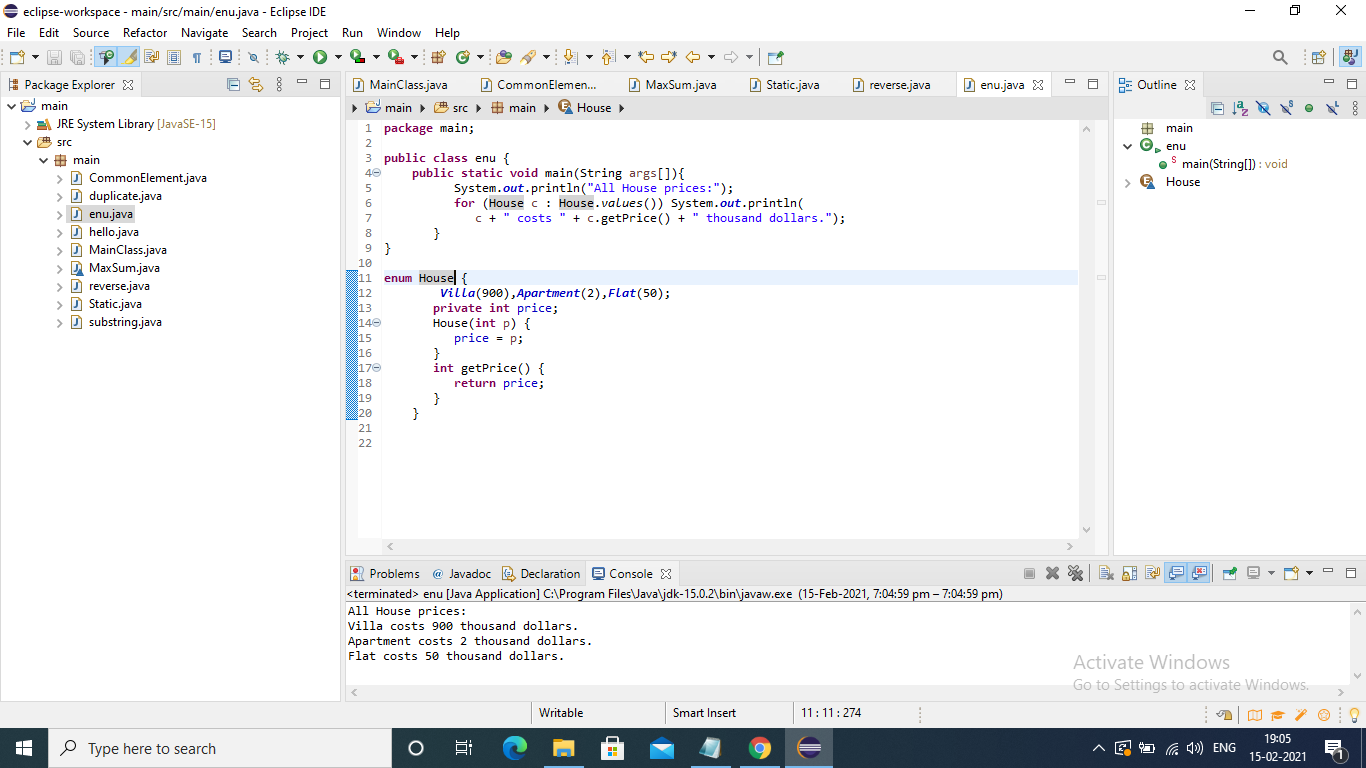 eclipse-workspace - main/src/main/enu.java - Eclipse IDE
File Edit Source Refactor Navigate Search Project Run Window Help
Package Explorer
main
JRE System Library [JavaSE-15]
src
main
CommonElement.java
duplicate.java
enu.java
hello.java
MainClass.java
MaxSum.java
reverse.java
Static.java
substring.java
MainClass.java CommonElemen... MaxSum.java Static.java reverse.java enu.java
main src main House
1 package main;
2
3 public class enu {
4 public static void main(String args[]){
5 System.out.println("All House prices:");
6 for (House c : House.values()) System.out.println(
7 c + " costs " + c.getPrice() + " thousand dollars.");
8 }
9 }
10
11 enum House {
12 Villa(900),Apartment(2),Flat(50);
13 private int price;
14 House(int p) {
15 price = p;
16 }
17 int getPrice() {
18 return price;
19 }
20 }
21
22
Outline
main
enu
main(String[]) : void
House
Problems @ Javadoc Declaration Console
<terminated> enu [Java Application] C:\Program Files\Java\jdk-15.0.2\bin\javaw.exe (15-Feb-2021, 7:04:59 pm – 7:04:59 pm)
All House prices:
Villa costs 900 thousand dollars.
Apartment costs 2 thousand dollars.
Flat costs 50 thousand dollars.
Activate Windows
Go to Settings to activate Windows.
Writable Smart Insert 11 : 11 : 274
Type here to search
ENG
19:05
15-02-2021
1